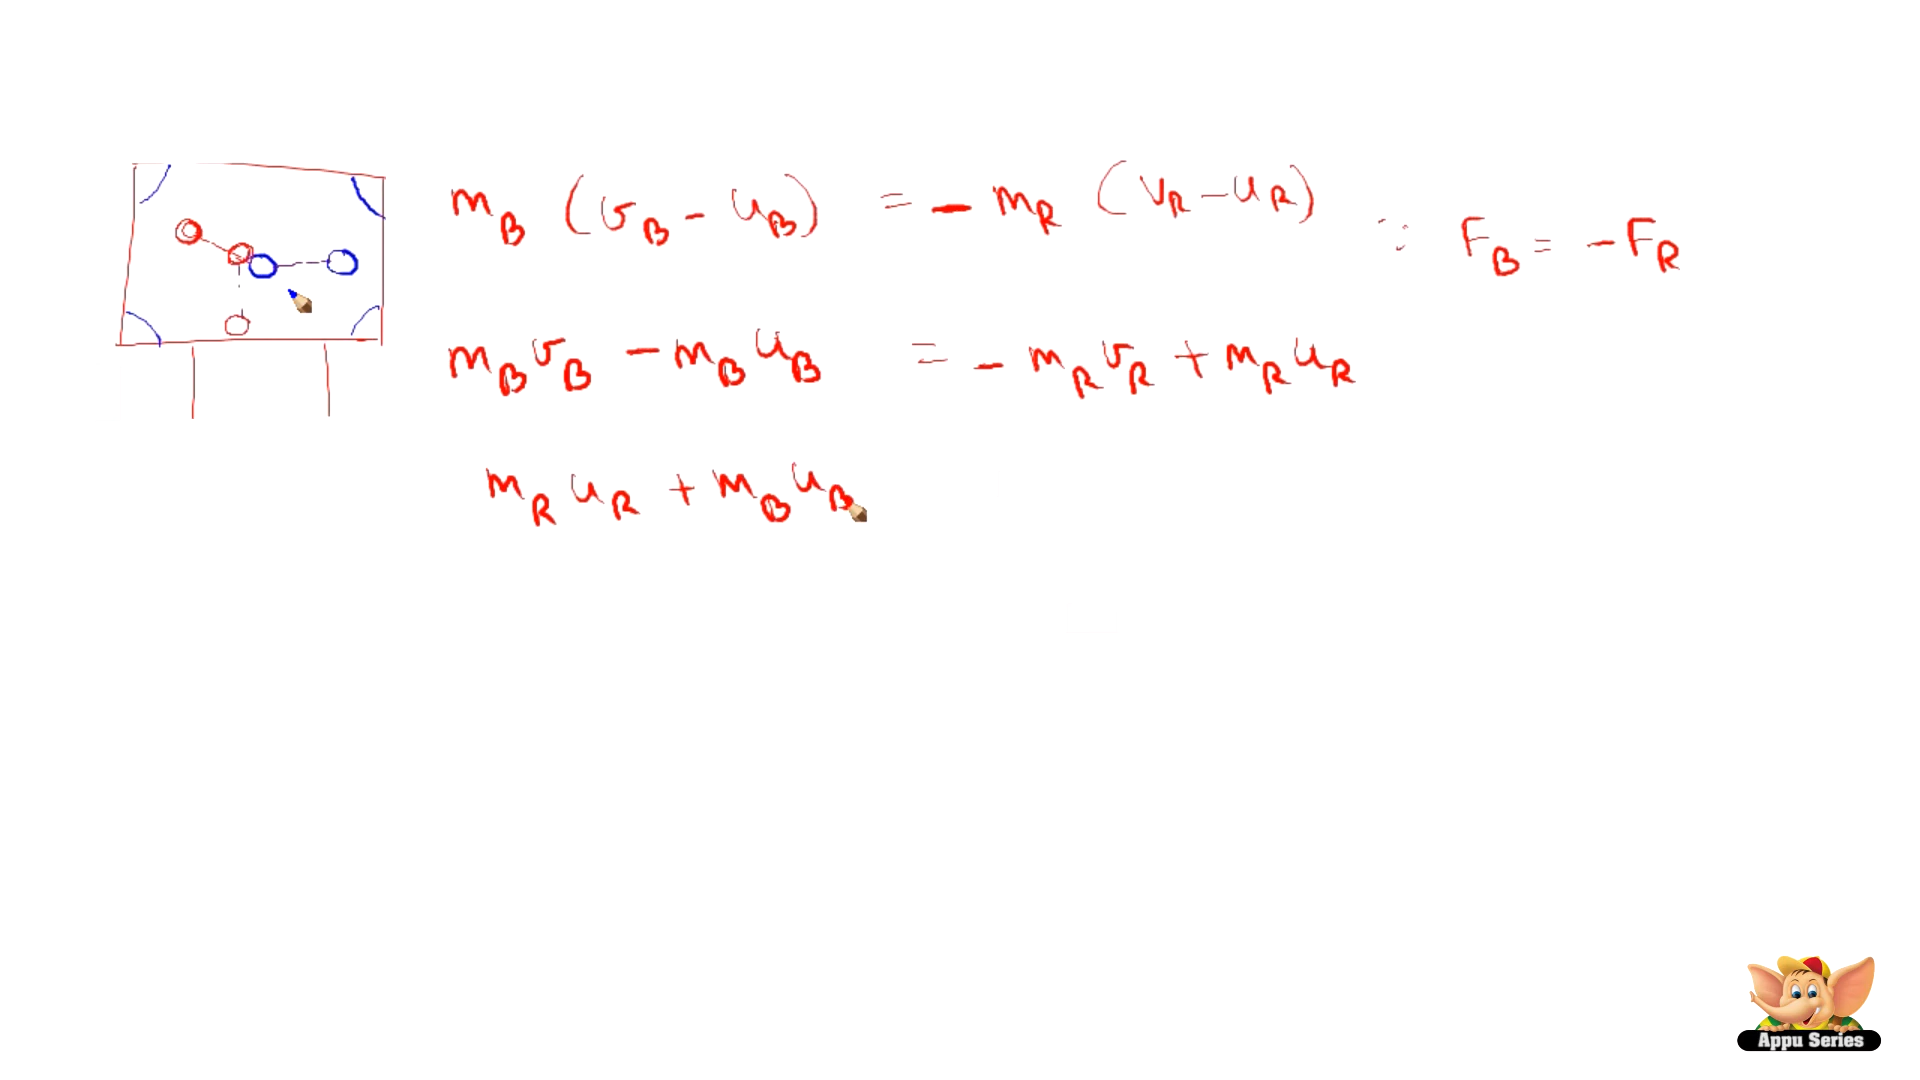 m_B (v_B - u_B) = - m_R (v_R - u_R) ∵ F_B = - F_R
m_B v_B - m_B u_B = - m_R v_R + m_R u_R
m_R u_R + m_B u_B
Appu Series